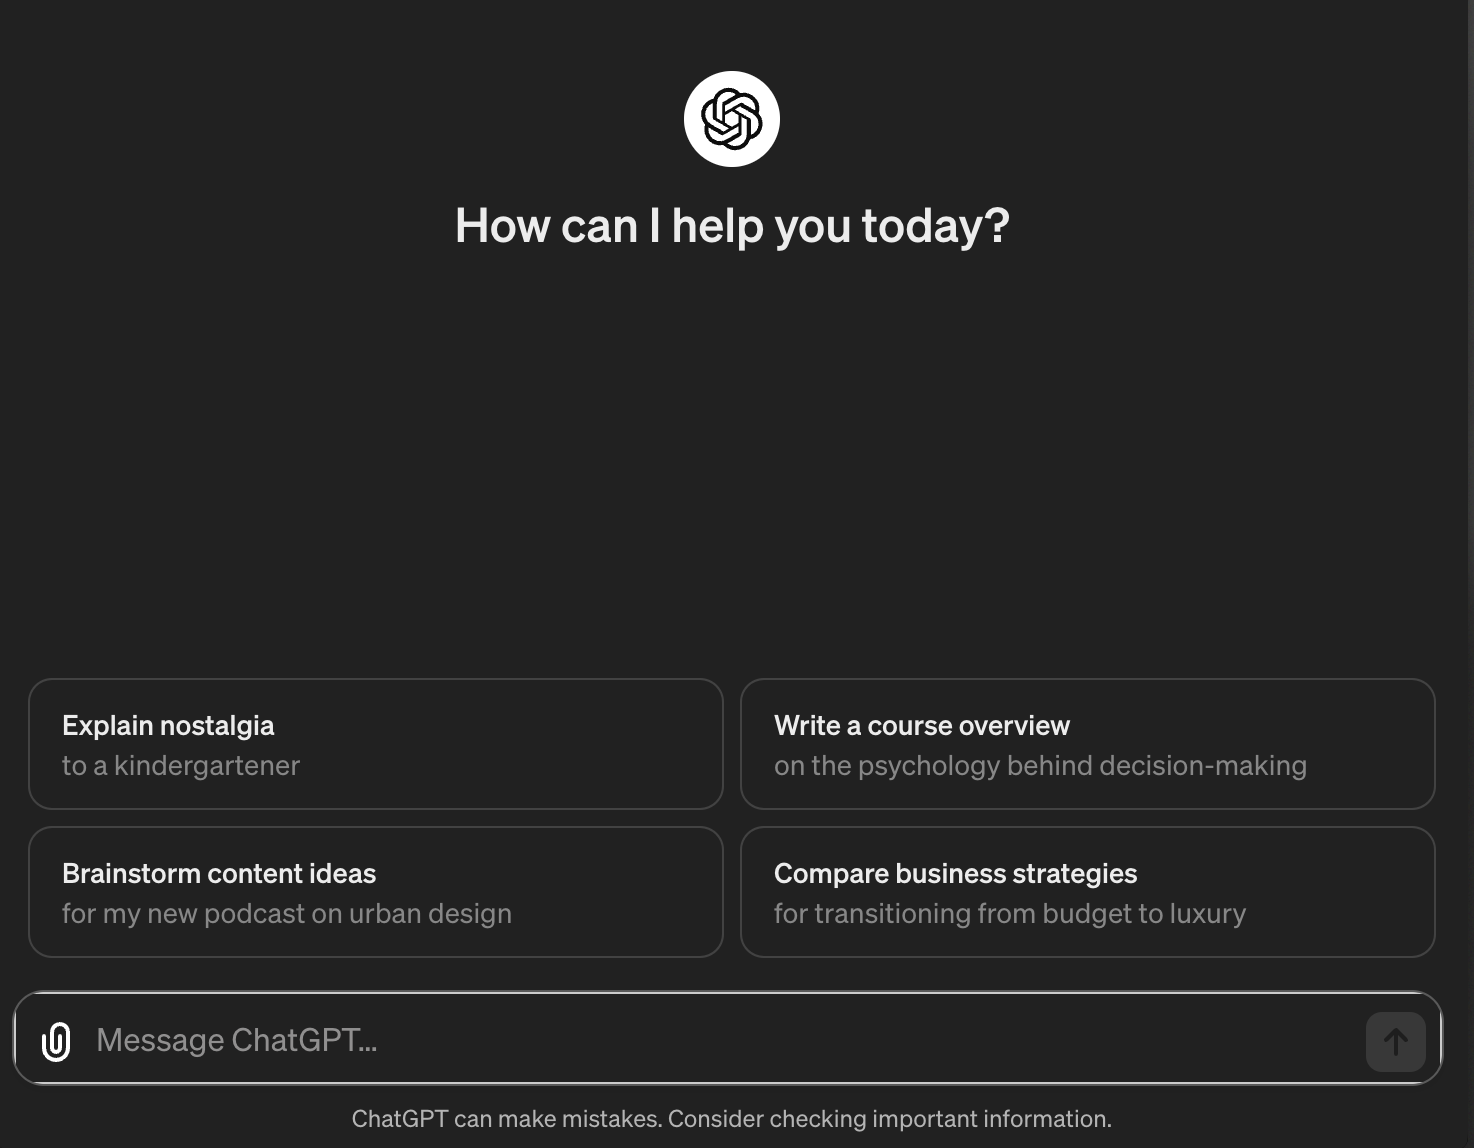 How can I help you today?
Explain nostalgia
to a kindergartener
Write a course overview
on the psychology behind decision-making
Brainstorm content ideas
for my new podcast on urban design
Compare business strategies
for transitioning from budget to luxury
Message ChatGPT...
ChatGPT can make mistakes. Consider checking important information.